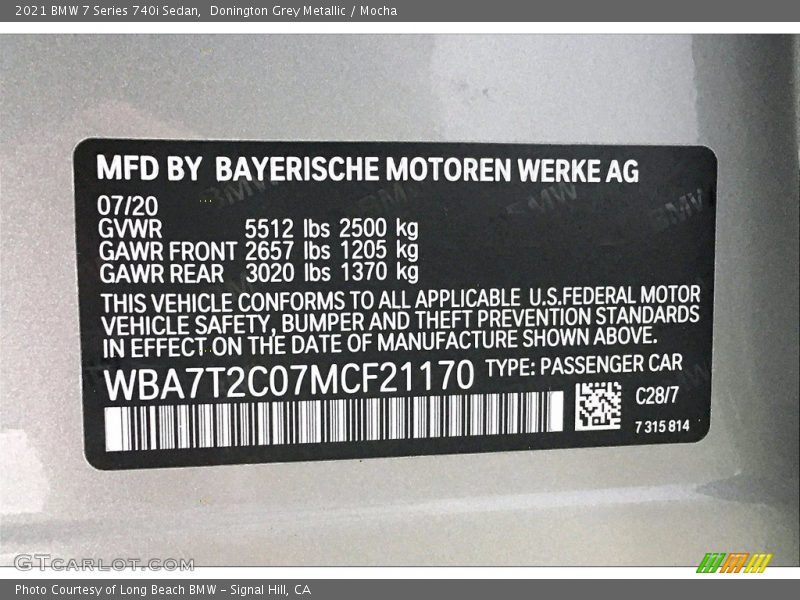 2021 BMW 7 Series 740i Sedan,  Donington Grey Metallic / Mocha
MFD BY BAYERISCHE MOTOREN WERKE AG
07/20
GVWR 5512 lbs 2500 kg
GAWR FRONT 2657 lbs 1205 kg
GAWR REAR 3020 lbs 1370 kg
THIS VEHICLE CONFORMS TO ALL APPLICABLE U.S.FEDERAL MOTOR
VEHICLE SAFETY, BUMPER AND THEFT PREVENTION STANDARDS
IN EFFECT ON THE DATE OF MANUFACTURE SHOWN ABOVE.
WBA7T2C07MCF21170 TYPE: PASSENGER CAR
C28/7
7 315 814
GTCARLOT.COM
Photo Courtesy of Long Beach BMW - Signal Hill, CA